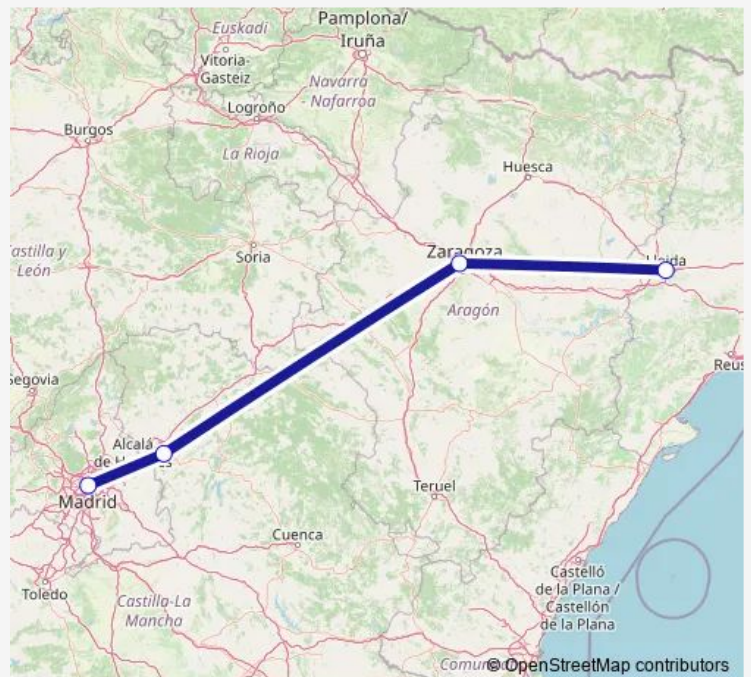 Pamplona/
Iruña
Euskadi
Vitoria-
Gasteiz
Navarra
- Nafarroa
Logroño
Burgos
La Rioja
Huesca
Soria
Castilla y
León
Zaragoza
Lleida
Aragón
Segovia
Reus
Alcalá
de
Madrid
Teruel
Cuenca
Toledo
Castilla-La
Mancha
Castelló
de la Plana /
Castellón
de la Plana
© OpenStreetMap contributors